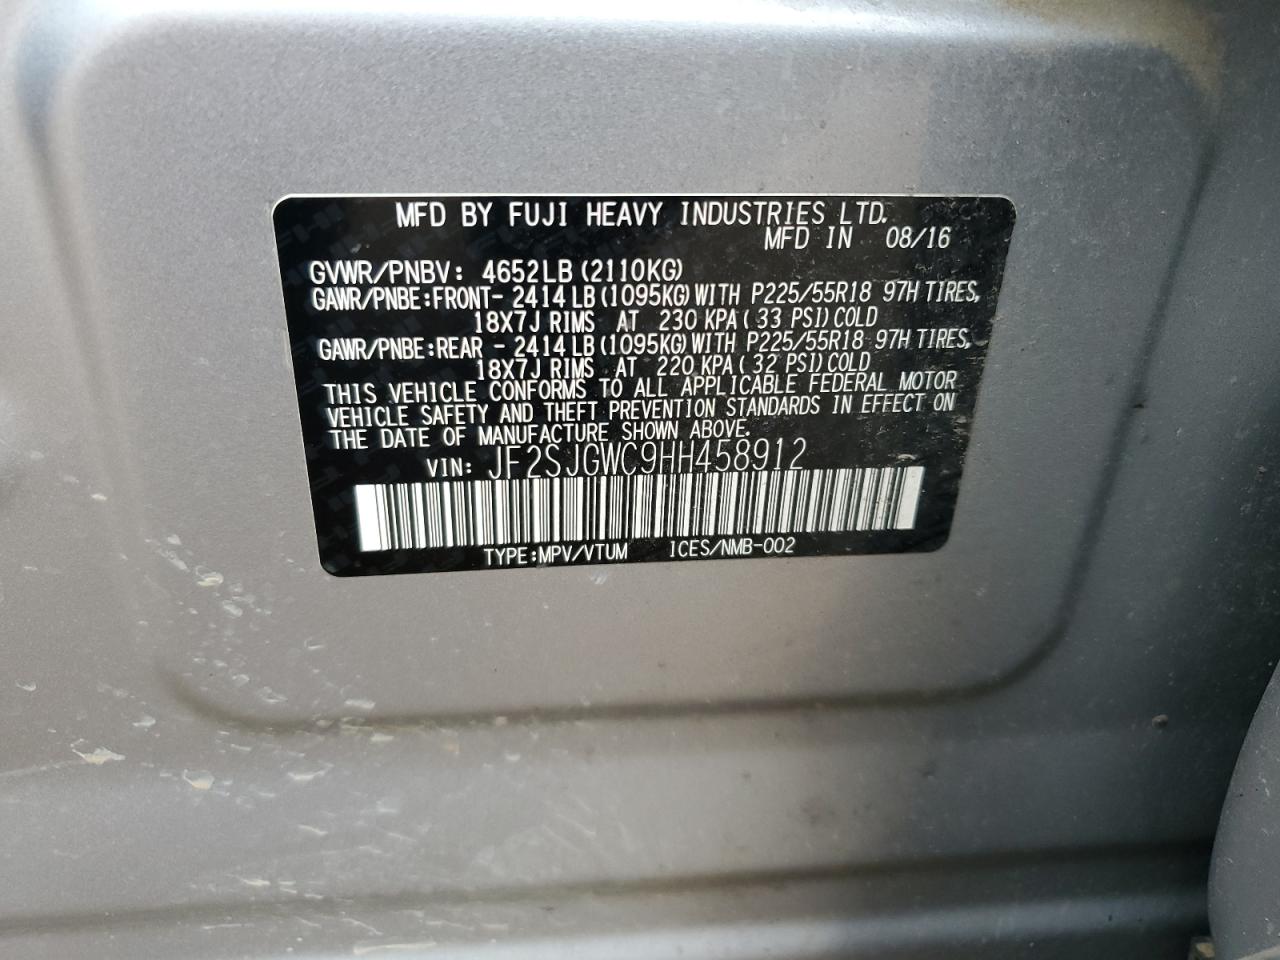 MFD BY FUJI HEAVY INDUSTRIES LTD.
MFD IN 08/16
GVWR/PNBV: 4652LB (2110KG)
GAWR/PNBE:FRONT- 2414 LB (1095KG) WITH P225/55R18 97H TIRES,
18X7J RIMS AT 230 KPA ( 33 PSI) COLD
GAWR/PNBE:REAR - 2414 LB (1095KG) WITH P225/55R18 97H TIRES,
18X7J RIMS AT 220 KPA ( 32 PSI) COLD
THIS VEHICLE CONFORMS TO ALL APPLICABLE FEDERAL MOTOR
VEHICLE SAFETY AND THEFT PREVENTION STANDARDS IN EFFECT ON
THE DATE OF MANUFACTURE SHOWN ABOVE.
VIN: JF2SJGWC9HH458912
TYPE:MPV/VTUM ICES/NMB-002